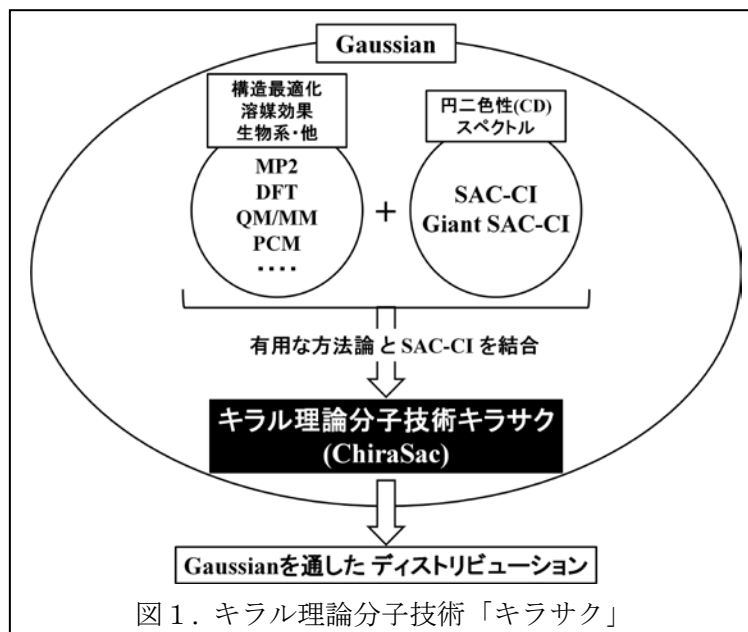 Gaussian
構造最適化
溶媒効果
生物系・他
MP2
DFT
QM/MM
PCM
・・・・
+
円二色性(CD)
スペクトル
SAC-CI
Giant SAC-CI
有用な方法論 と SAC-CI を結合
キラル理論分子技術キラサク
(ChiraSac)
Gaussianを通した ディストリビューション
図１. キラル理論分子技術「キラサク」